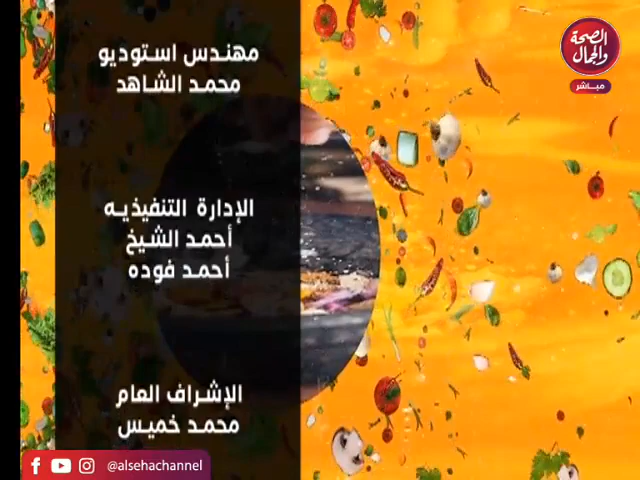 الصحة
والجمال
مباشر
مهندس استوديو
محمد الشاهد
الإدارة التنفيذيه
أحمد الشيخ
أحمد فوده
الإشراف العام
محمد خميس
@alsehachannel